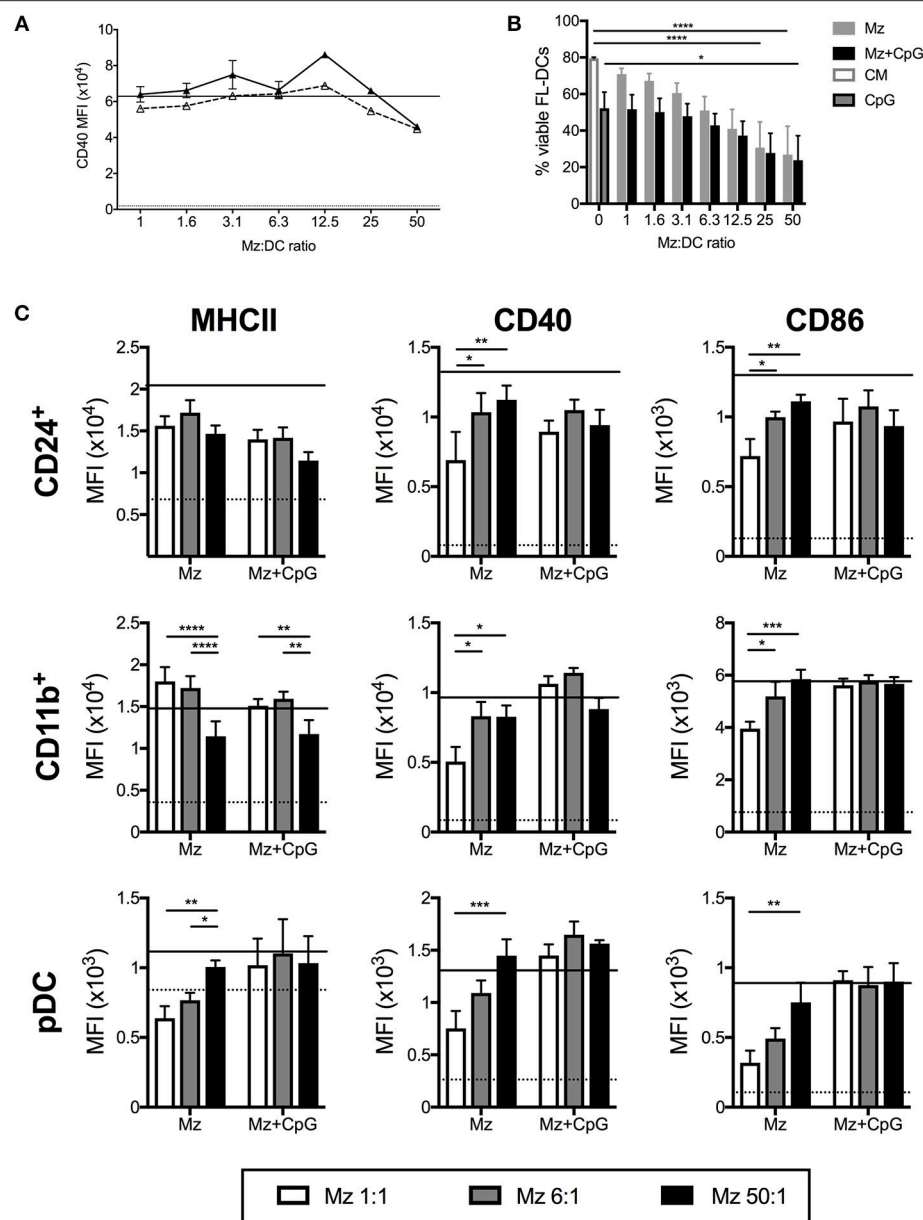 A
CD40 MFI (x10⁴)
10
8
6
4
2
0
1 1.6 3.1 6.3 12.5 25 50
Mz:DC ratio
B
% viable FL-DCs
100
80
60
40
20
0
****
****
*
0 1 1.6 3.1 6.3 12.5 25 50
Mz:DC ratio
Mz
Mz+CpG
CM
CpG
C
MHCII
CD40
CD86
CD24⁺
MFI (x10⁴)
2.5
2
1.5
1
0.5
Mz Mz+CpG
MFI (x10⁴)
1.5
1
0.5
0
**
*
Mz Mz+CpG
MFI (x10³)
1.5
1
0.5
0
**
*
Mz Mz+CpG
CD11b⁺
MFI (x10⁴)
2.5
2
1.5
1
0.5
0
****
****
**
**
Mz Mz+CpG
MFI (x10⁴)
1.5
1
0.5
0
*
*
Mz Mz+CpG
MFI (x10³)
8
6
4
2
0
***
*
Mz Mz+CpG
pDC
MFI (x10³)
1.5
1
0.5
0
**
*
Mz Mz+CpG
MFI (x10³)
2
1.5
1
0.5
0
***
Mz Mz+CpG
MFI (x10³)
1.5
1
0.5
0
**
Mz Mz+CpG
Mz 1:1 Mz 6:1 Mz 50:1